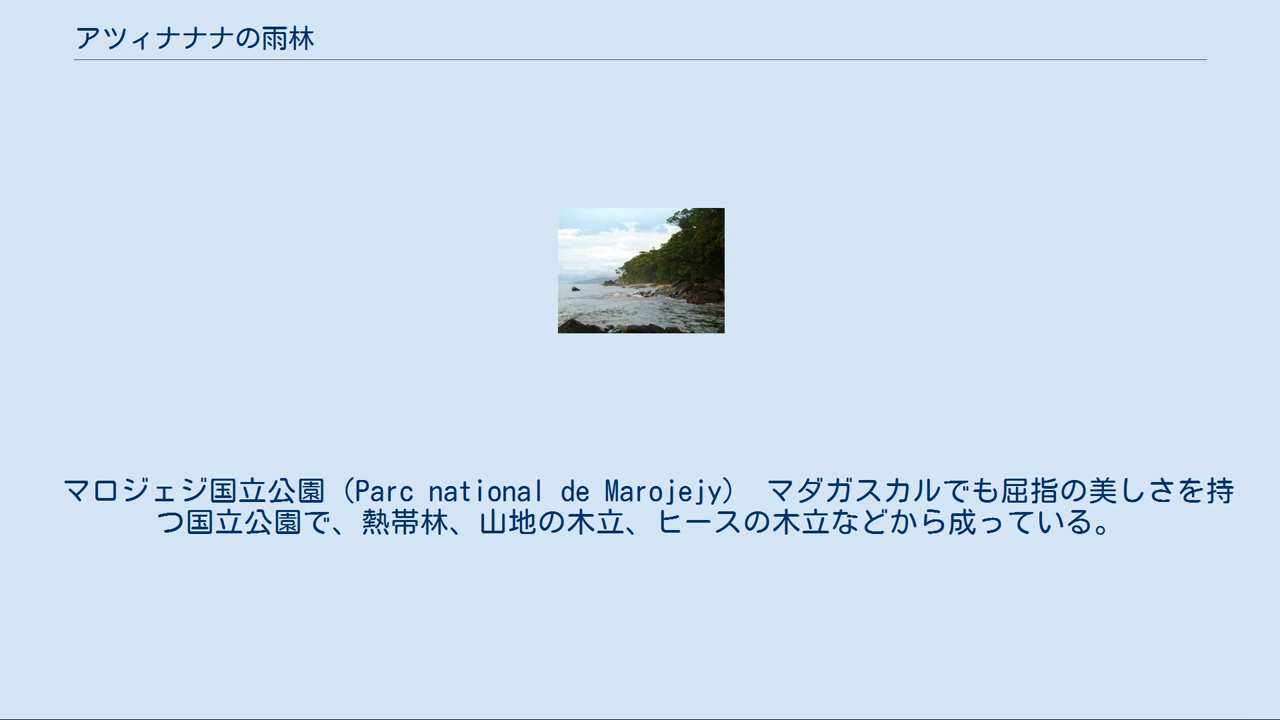 アツィナナナの雨林
マロジェジ国立公園（Parc national de Marojejy） マダガスカルでも屈指の美しさを持
つ国立公園で、熱帯林、山地の木立、ヒースの木立などから成っている。